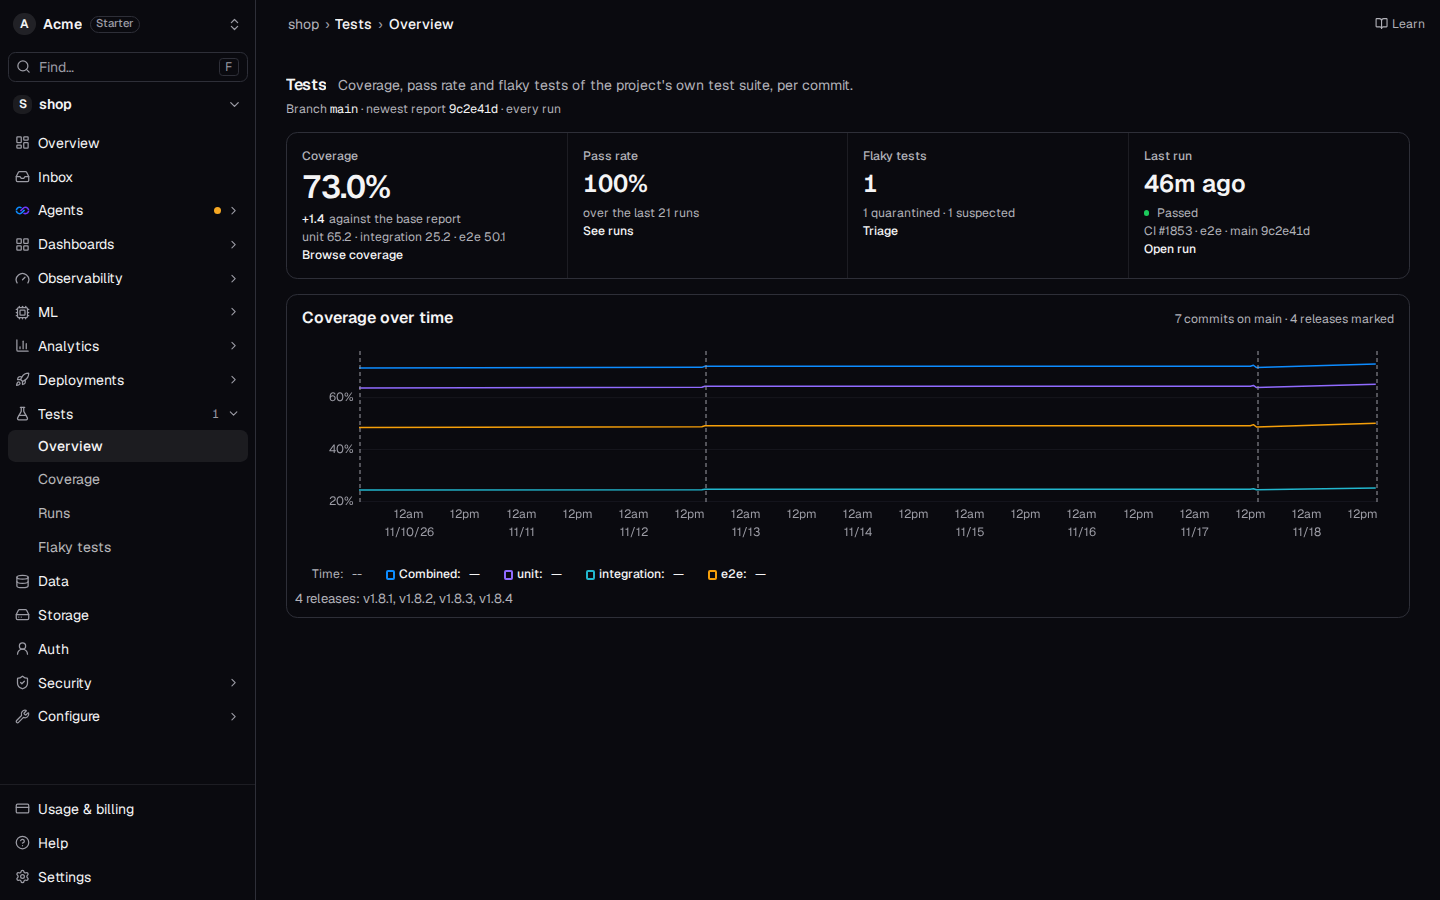 A Acme Starter
Find... F
S shop
Overview
Inbox
Agents
Dashboards
Observability
ML
Analytics
Deployments
Tests 1
Overview
Coverage
Runs
Flaky tests
Data
Storage
Auth
Security
Configure
Usage & billing
Help
Settings
shop › Tests › Overview
Learn
Tests Coverage, pass rate and flaky tests of the project's own test suite, per commit.
Branch main · newest report 9c2e41d · every run
Coverage
73.0%
+1.4 against the base report
unit 65.2 · integration 25.2 · e2e 50.1
Browse coverage
Pass rate
100%
over the last 21 runs
See runs
Flaky tests
1
1 quarantined · 1 suspected
Triage
Last run
46m ago
Passed
CI #1853 · e2e · main 9c2e41d
Open run
Coverage over time
7 commits on main · 4 releases marked
60%
40%
20%
12am 12pm 12am 12pm 12am 12pm 12am 12pm 12am 12pm 12am 12pm 12am 12pm 12am 12pm 12am 12pm
11/10/26 11/11 11/12 11/13 11/14 11/15 11/16 11/17 11/18
Time: -- Combined: — unit: — integration: — e2e: —
4 releases: v1.8.1, v1.8.2, v1.8.3, v1.8.4